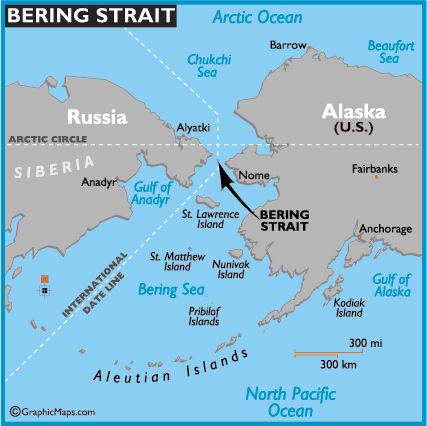 BERING STRAIT
Arctic Ocean
Barrow
Beaufort
Sea
Chukchi
Sea
Russia
Alaska
(U.S.)
Alyatki
ARCTIC CIRCLE
SIBERIA
Anadyr
Gulf of
Anadyr
Nome
Fairbanks
St. Lawrence
Island
BERING
STRAIT
Anchorage
St. Matthew
Island
Nunivak
Island
INTERNATIONAL
DATE LINE
Bering Sea
Gulf of
Alaska
Pribilof
Islands
Kodiak
Island
Aleutian Islands
300 mi
300 km
North Pacific
Ocean
©GraphicMaps.com